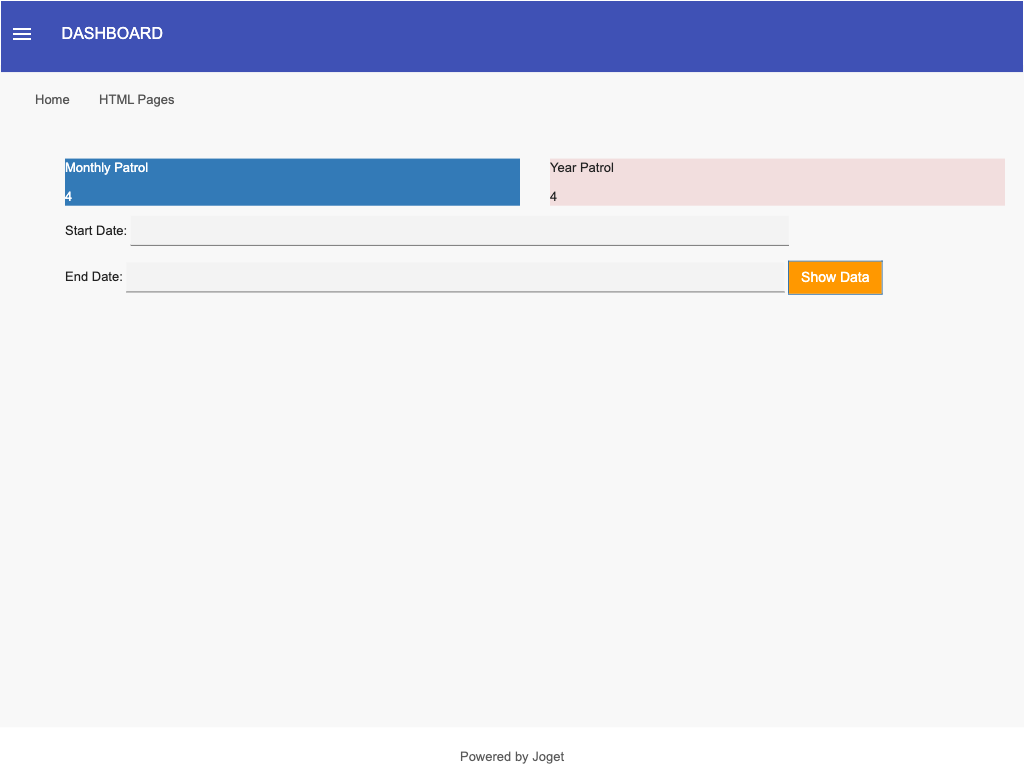 DASHBOARD
Home HTML Pages
Monthly Patrol
4
Year Patrol
4
Start Date:
End Date: Show Data
Powered by Joget